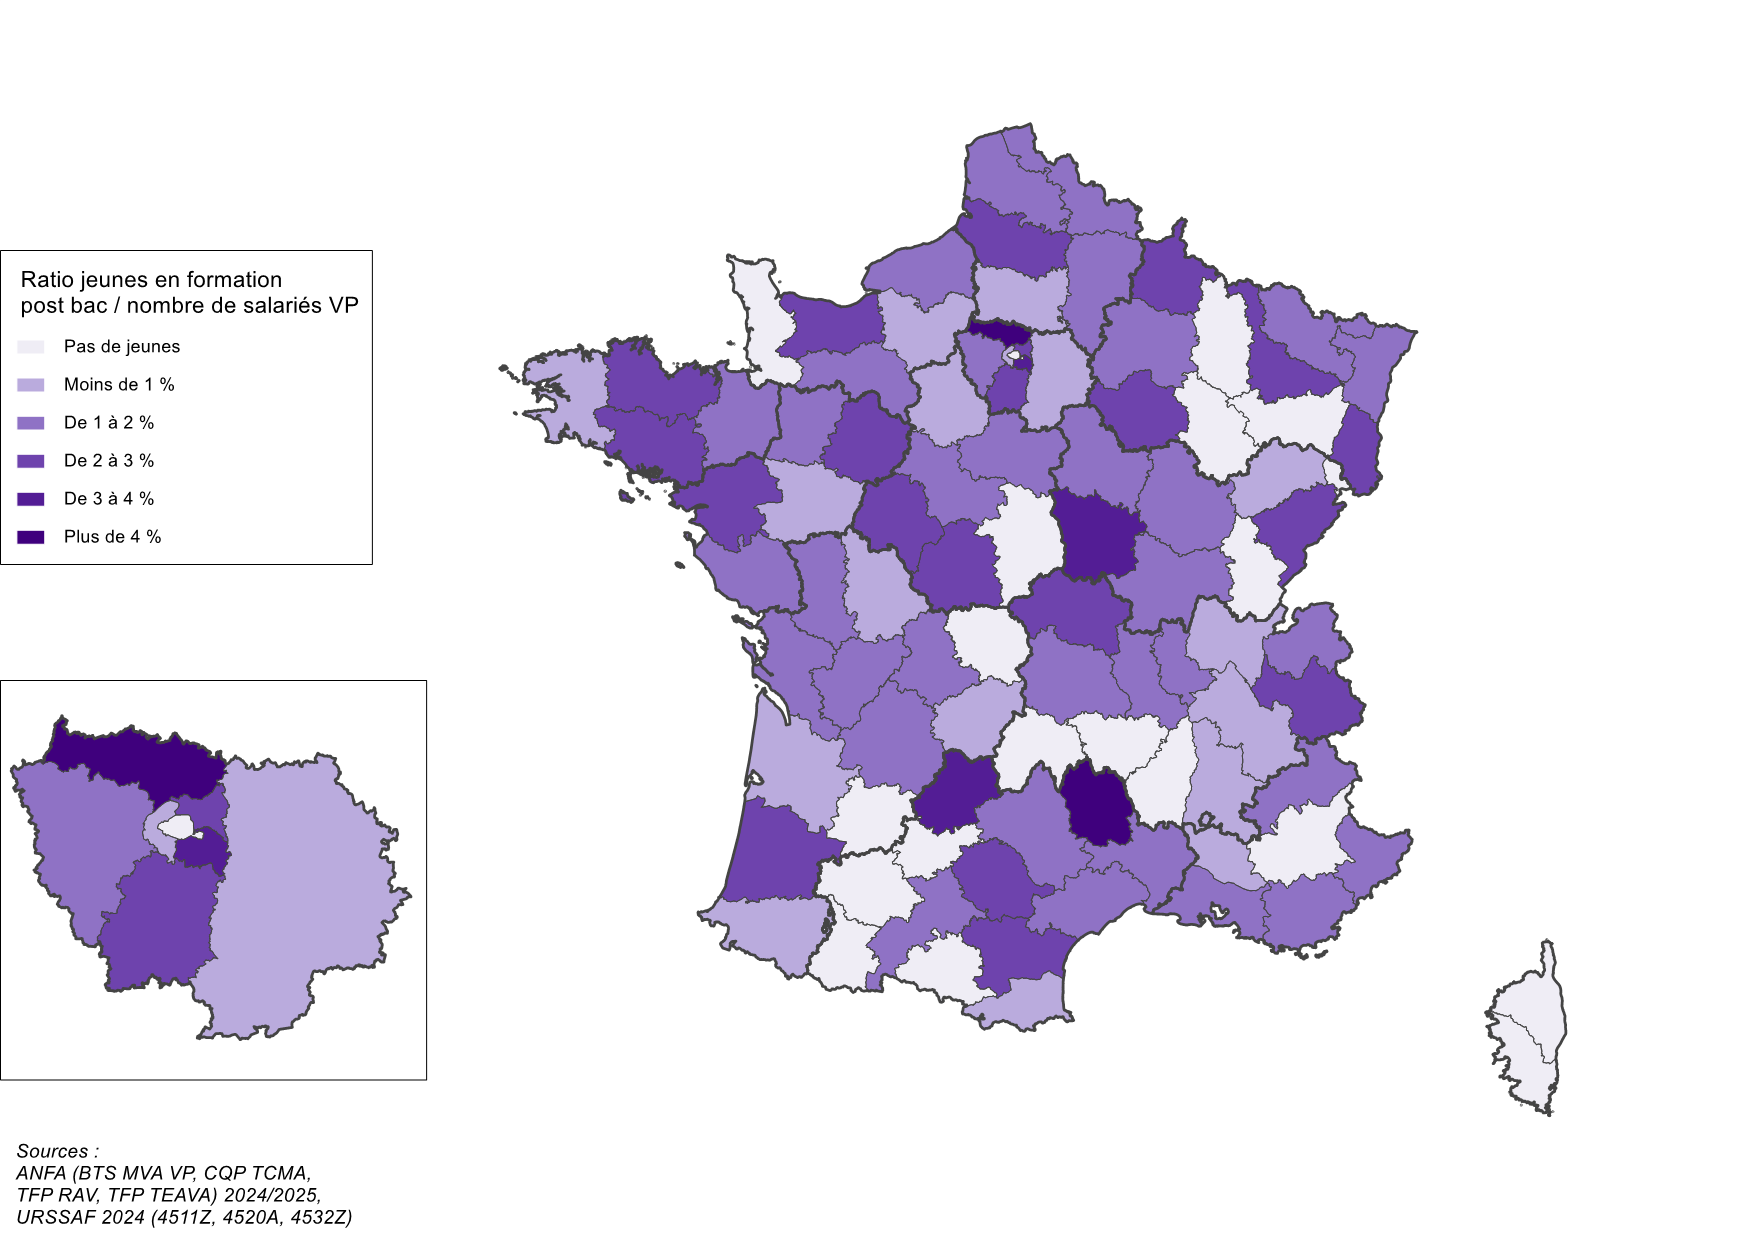 Ratio jeunes en formation
post bac / nombre de salariés VP
Pas de jeunes
Moins de 1 %
De 1 à 2 %
De 2 à 3 %
De 3 à 4 %
Plus de 4 %
Sources :
ANFA (BTS MVA VP, CQP TCMA,
TFP RAV, TFP TEAVA) 2024/2025,
URSSAF 2024 (4511Z, 4520A, 4532Z)